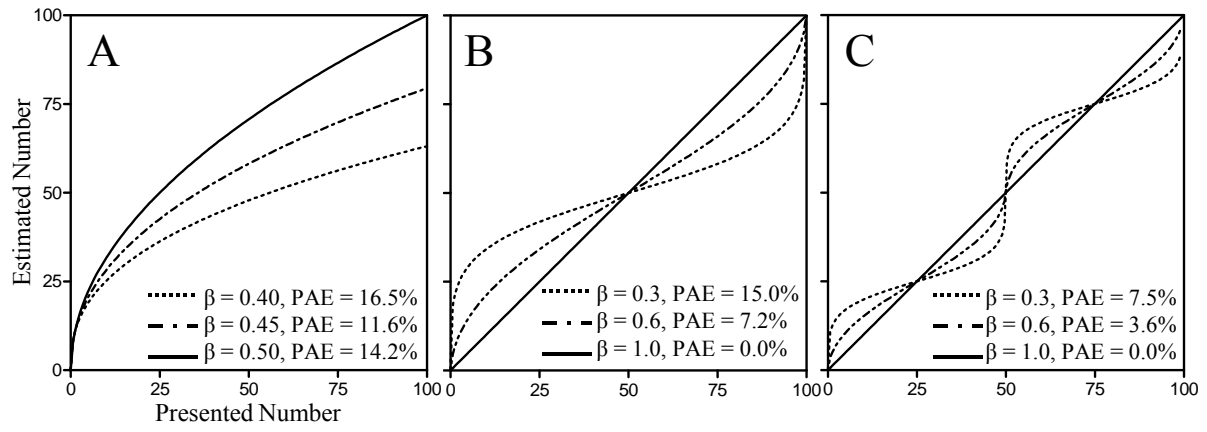 A
B
C
Estimated Number
100
75
50
25
0
β = 0.40, PAE = 16.5%
β = 0.45, PAE = 11.6%
β = 0.50, PAE = 14.2%
β = 0.3, PAE = 15.0%
β = 0.6, PAE = 7.2%
β = 1.0, PAE = 0.0%
β = 0.3, PAE = 7.5%
β = 0.6, PAE = 3.6%
β = 1.0, PAE = 0.0%
0 25 50 75 100
0 25 50 75 100
0 25 50 75 100
Presented Number